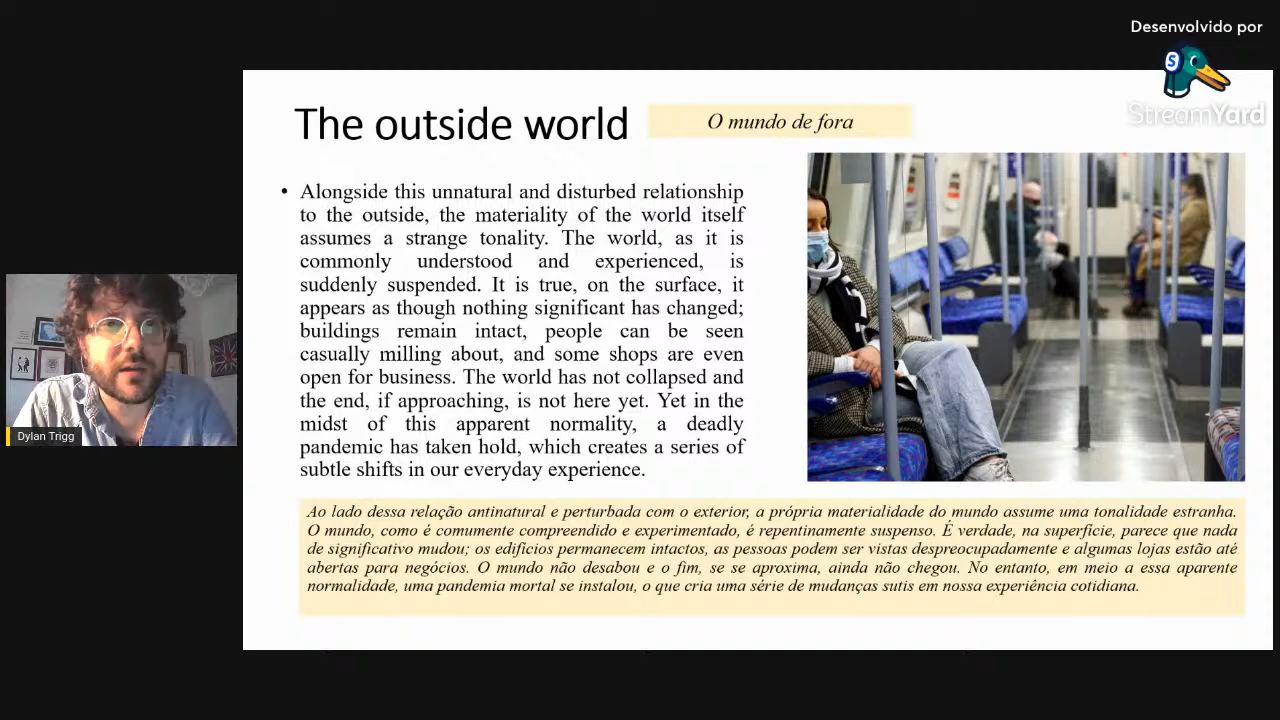 Desenvolvido por
S
StreamYard
The outside world
O mundo de fora
• Alongside this unnatural and disturbed relationship
to the outside, the materiality of the world itself
assumes a strange tonality. The world, as it is
commonly understood and experienced, is
suddenly suspended. It is true, on the surface, it
appears as though nothing significant has changed;
buildings remain intact, people can be seen
casually milling about, and some shops are even
open for business. The world has not collapsed and
the end, if approaching, is not here yet. Yet in the
midst of this apparent normality, a deadly
pandemic has taken hold, which creates a series of
subtle shifts in our everyday experience.
Dylan Trigg
Ao lado dessa relação antinatural e perturbada com o exterior, a própria materialidade do mundo assume uma tonalidade estranha.
O mundo, como é comumente compreendido e experimentado, é repentinamente suspenso. É verdade, na superfície, parece que nada
de significativo mudou; os edifícios permanecem intactos, as pessoas podem ser vistas despreocupadamente e algumas lojas estão até
abertas para negócios. O mundo não desabou e o fim, se se aproxima, ainda não chegou. No entanto, em meio a essa aparente
normalidade, uma pandemia mortal se instalou, o que cria uma série de mudanças sutis em nossa experiência cotidiana.